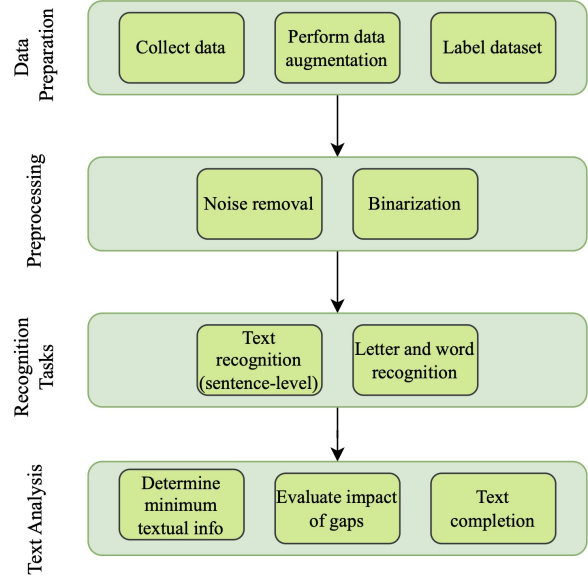 Data
Preparation
Collect data
Perform data
augmentation
Label dataset
Preprocessing
Noise removal
Binarization
Recognition
Tasks
Text
recognition
(sentence-level)
Letter and word
recognition
Text Analysis
Determine
minimum
textual info
Evaluate impact
of gaps
Text
completion